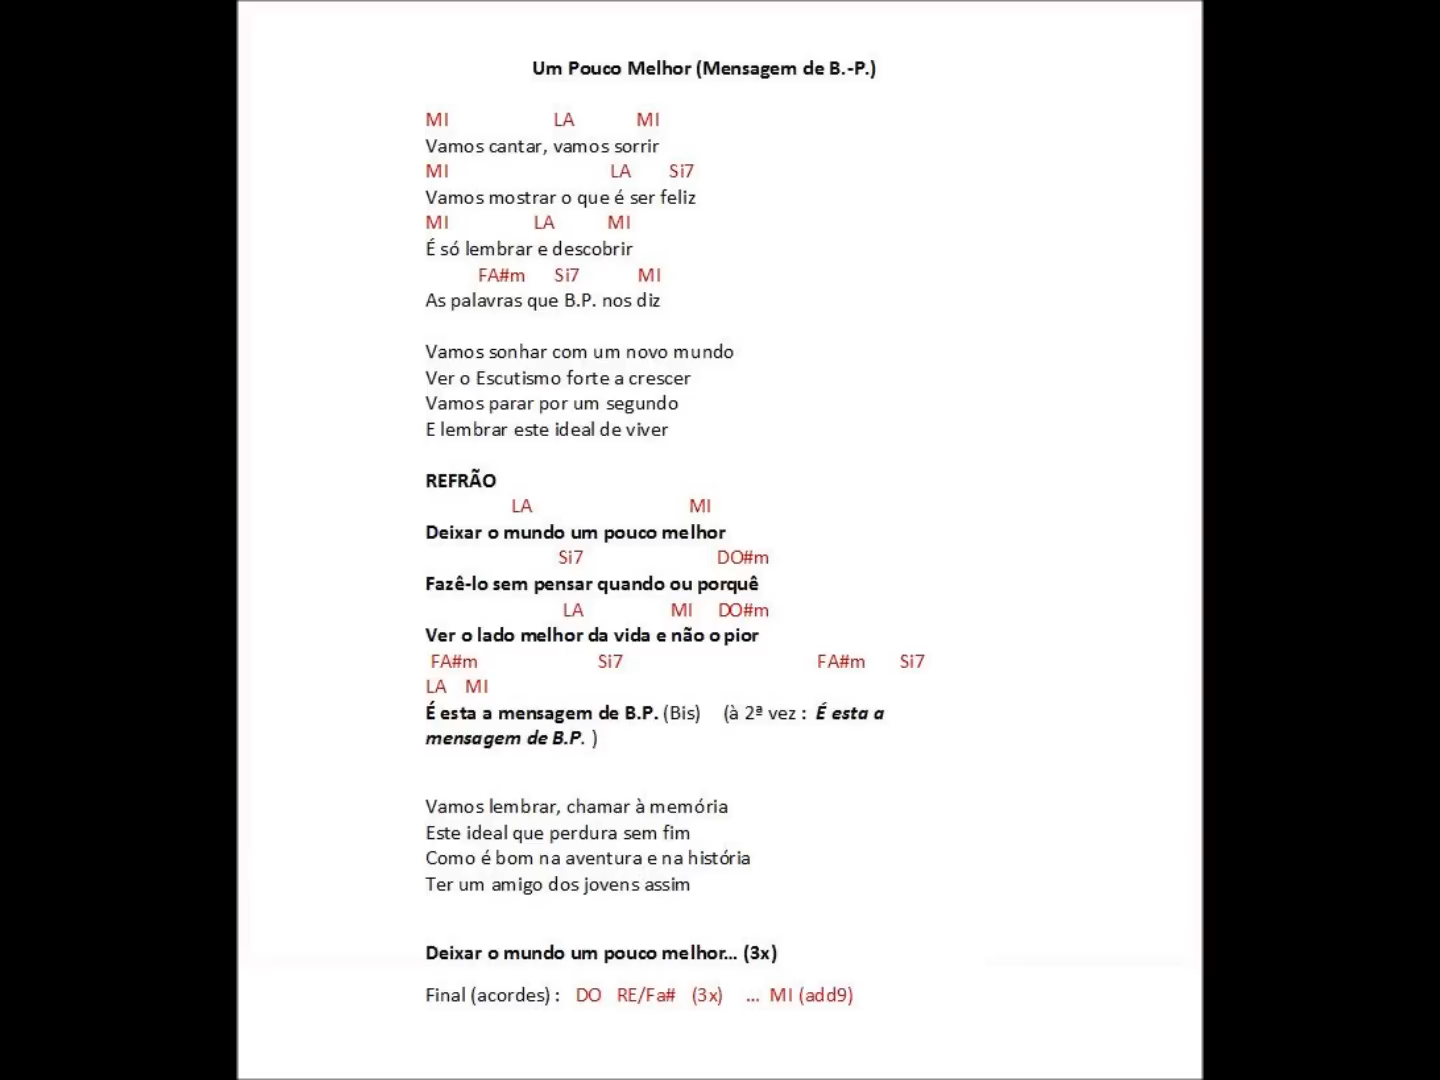 Um Pouco Melhor (Mensagem de B.-P.)
MI LA MI
Vamos cantar, vamos sorrir
MI LA Si7
Vamos mostrar o que é ser feliz
MI LA MI
É só lembrar e descobrir
FA#m Si7 MI
As palavras que B.P. nos diz
Vamos sonhar com um novo mundo
Ver o Escutismo forte a crescer
Vamos parar por um segundo
E lembrar este ideal de viver
REFRÃO
LA MI
Deixar o mundo um pouco melhor
Si7 DO#m
Fazê-lo sem pensar quando ou porquê
LA MI DO#m
Ver o lado melhor da vida e não o pior
FA#m Si7 FA#m Si7
LA MI
É esta a mensagem de B.P. (Bis) (à 2ª vez : É esta a
mensagem de B.P. )
Vamos lembrar, chamar à memória
Este ideal que perdura sem fim
Como é bom na aventura e na história
Ter um amigo dos jovens assim
Deixar o mundo um pouco melhor... (3x)
Final (acordes) : DO RE/Fa# (3x) ... MI (add9)